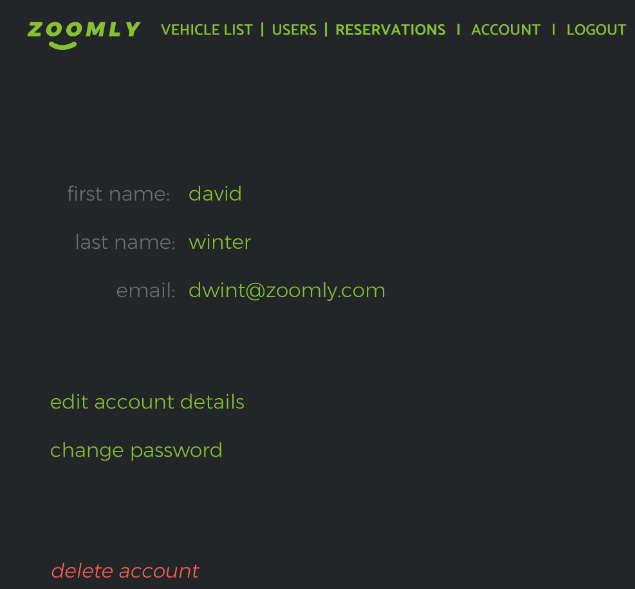 ZOOMLY VEHICLE LIST | USERS | RESERVATIONS | ACCOUNT | LOGOUT
first name: david
last name: winter
email: dwint@zoomly.com
edit account details
change password
delete account